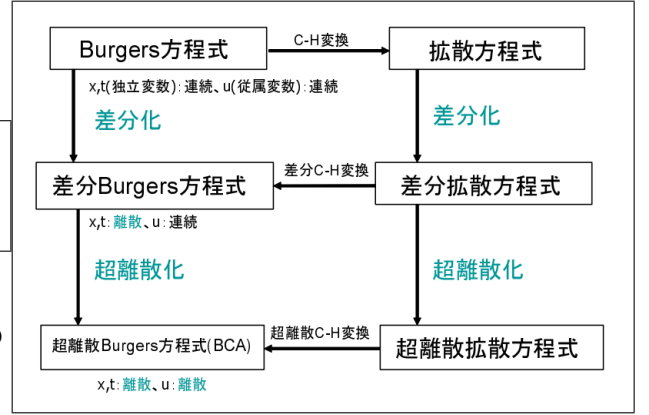 Burgers方程式
C-H変換
拡散方程式
x,t(独立変数)：連続、u(従属変数)：連続
差分化
差分化
差分Burgers方程式
差分C-H変換
差分拡散方程式
x,t：離散、u：連続
超離散化
超離散化
超離散Burgers方程式(BCA)
超離散C-H変換
超離散拡散方程式
x,t：離散、u：離散